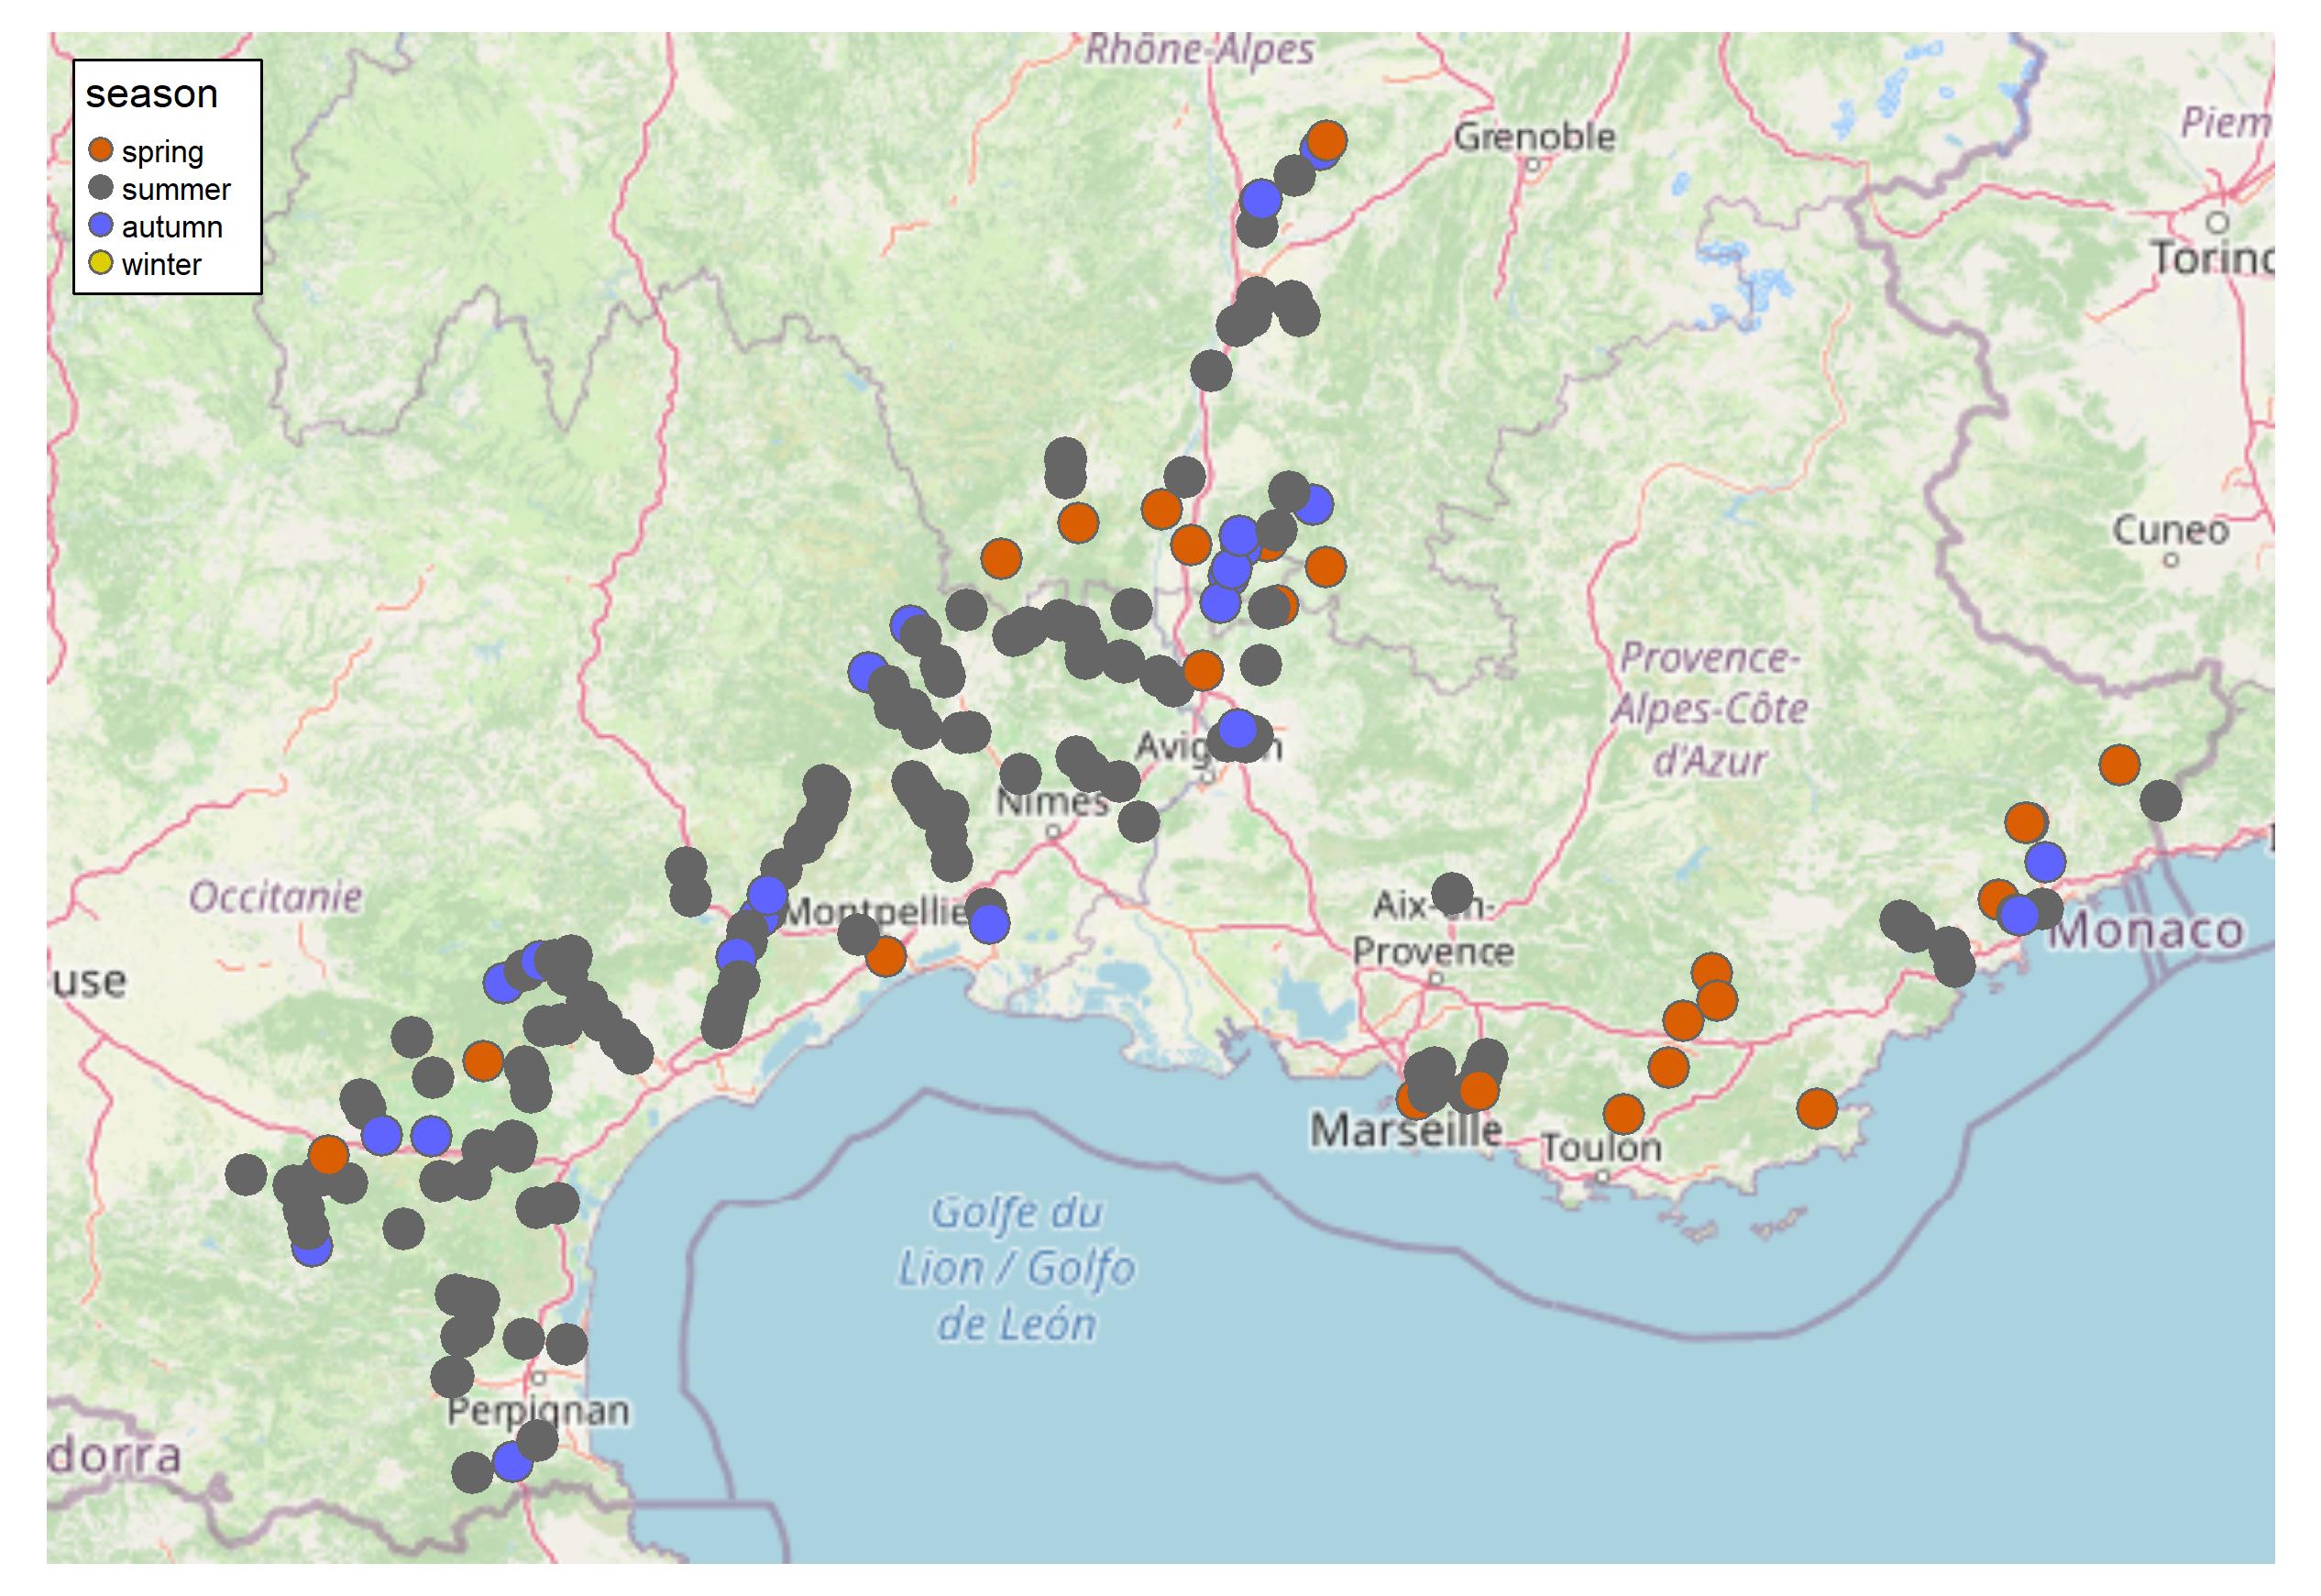 Rhône-Alpes
season
spring
summer
autumn
winter
Grenoble
Piem
Torino
Cuneo
Provence-
Alpes-Côte
d'Azur
Avignon
Nîmes
Occitanie
Montpellie
Aix-en-
Provence
Monaco
use
Marseille
Toulon
Golfe du
Lion / Golfo
de León
Perpignan
dorra